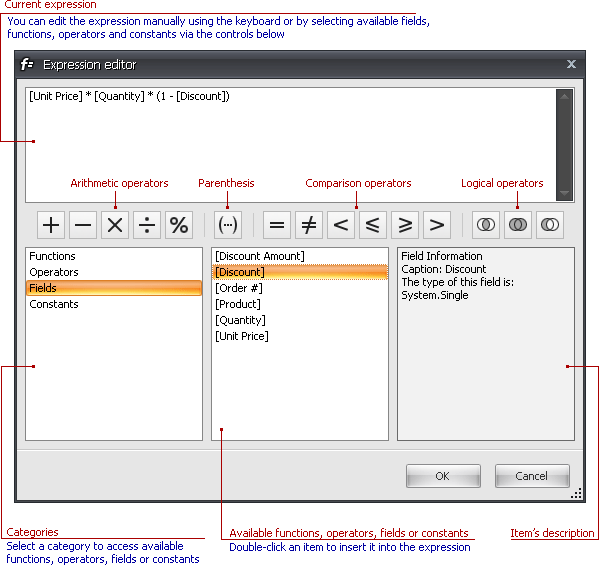 Current expression
You can edit the expression manually using the keyboard or by selecting available fields,
functions, operators and constants via the controls below
Expression editor
[Unit Price] * [Quantity] * (1 - [Discount])
Arithmetic operators
Parenthesis
Comparison operators
Logical operators
+ − × ÷ % (···) = ≠ < ⩽ ⩾ >
Functions
Operators
Fields
Constants
[Discount Amount]
[Discount]
[Order #]
[Product]
[Quantity]
[Unit Price]
Field Information
Caption: Discount
The type of this field is:
System.Single
OK
Cancel
Categories
Select a category to access available
functions, operators, fields or constants
Available functions, operators, fields or constants
Double-click an item to insert it into the expression
Item's description